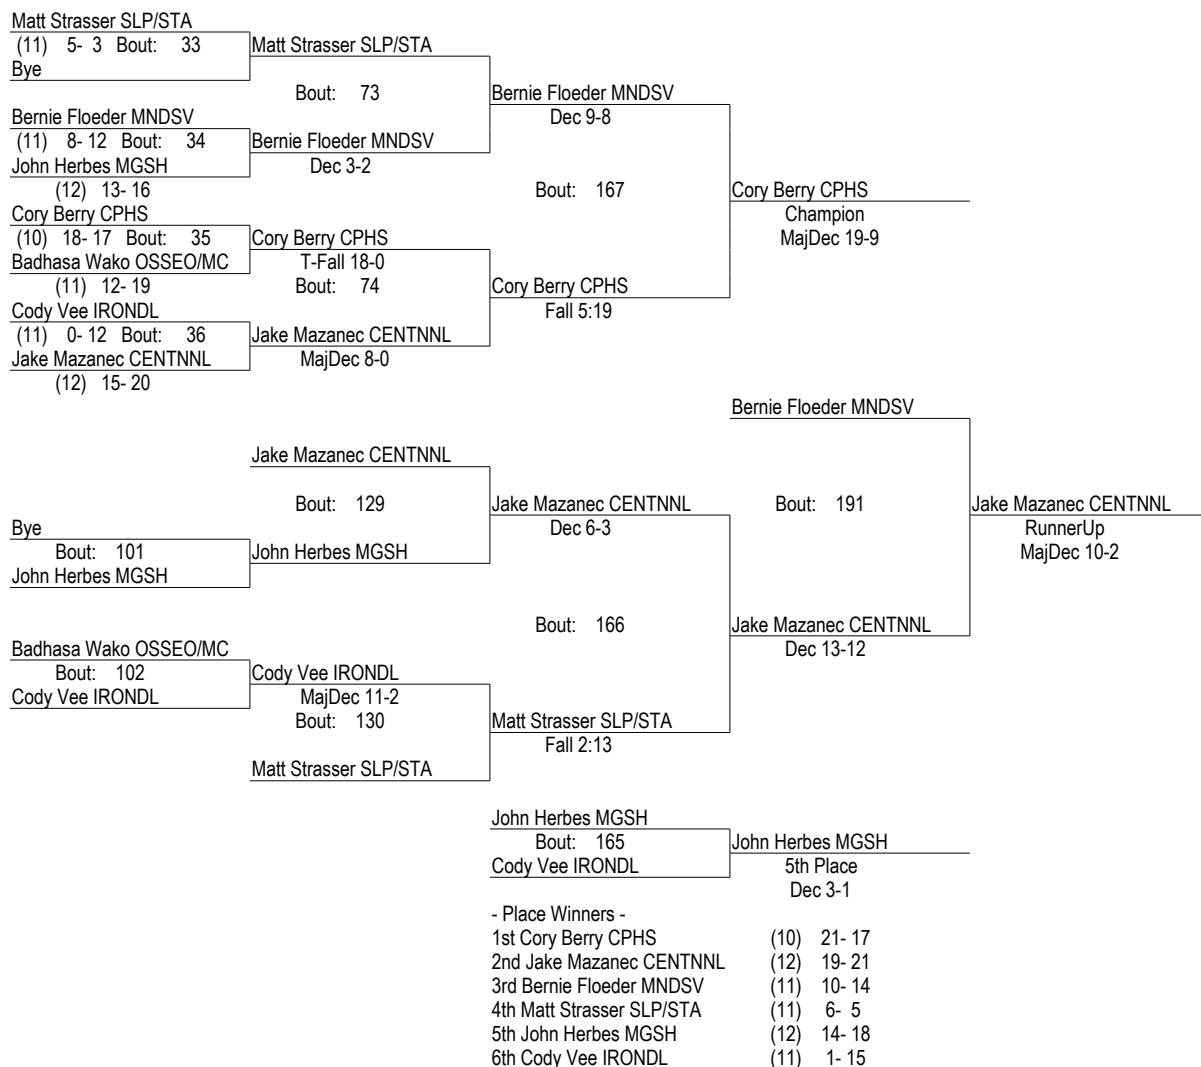 Matt Strasser SLP/STA
(11) 5- 3 Bout: 33 Matt Strasser SLP/STA
Bye
Bout: 73 Bernie Floeder MNDSV
Bernie Floeder MNDSV Dec 9-8
(11) 8- 12 Bout: 34 Bernie Floeder MNDSV
John Herbes MGSH Dec 3-2
(12) 13- 16 Bout: 167 Cory Berry CPHS
Cory Berry CPHS Champion
(10) 18- 17 Bout: 35 Cory Berry CPHS MajDec 19-9
Badhasa Wako OSSEO/MC T-Fall 18-0
(11) 12- 19 Bout: 74 Cory Berry CPHS
Cody Vee IRONDL Fall 5:19
(11) 0- 12 Bout: 36 Jake Mazanec CENTNNL
Jake Mazanec CENTNNL MajDec 8-0
(12) 15- 20
Bernie Floeder MNDSV
Jake Mazanec CENTNNL
Bout: 129 Jake Mazanec CENTNNL Bout: 191 Jake Mazanec CENTNNL
Bye Dec 6-3 RunnerUp
Bout: 101 John Herbes MGSH MajDec 10-2
John Herbes MGSH
Bout: 166 Jake Mazanec CENTNNL
Badhasa Wako OSSEO/MC Dec 13-12
Bout: 102 Cody Vee IRONDL
Cody Vee IRONDL MajDec 11-2
Bout: 130 Matt Strasser SLP/STA
Fall 2:13
Matt Strasser SLP/STA
John Herbes MGSH
Bout: 165 John Herbes MGSH
Cody Vee IRONDL 5th Place
Dec 3-1
- Place Winners -
1st Cory Berry CPHS (10) 21- 17
2nd Jake Mazanec CENTNNL (12) 19- 21
3rd Bernie Floeder MNDSV (11) 10- 14
4th Matt Strasser SLP/STA (11) 6- 5
5th John Herbes MGSH (12) 14- 18
6th Cody Vee IRONDL (11) 1- 15